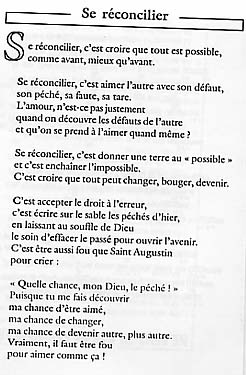 Se réconcilier
Se réconcilier, c'est croire que tout est possible,
comme avant, mieux qu'avant.
Se réconcilier, c'est aimer l'autre avec son défaut,
son péché, sa faute, sa tare.
L'amour, n'est-ce pas justement
quand on découvre les défauts de l'autre
et qu'on se prend à l'aimer quand même ?
Se réconcilier, c'est donner une terre au « possible »
et c'est enchaîner l'impossible.
C'est croire que tout peut changer, bouger, devenir.
C'est accepter le droit à l'erreur,
c'est écrire sur le sable les péchés d'hier,
en laissant au souffle de Dieu
le soin d'effacer le passé pour ouvrir l'avenir.
C'est être aussi fou que Saint Augustin
pour crier :
« Quelle chance, mon Dieu, le péché ! »
Puisque tu me fais découvrir
ma chance d'être aimé,
ma chance de changer,
ma chance de devenir autre, plus autre.
Vraiment, il faut être fou
pour aimer comme ça !